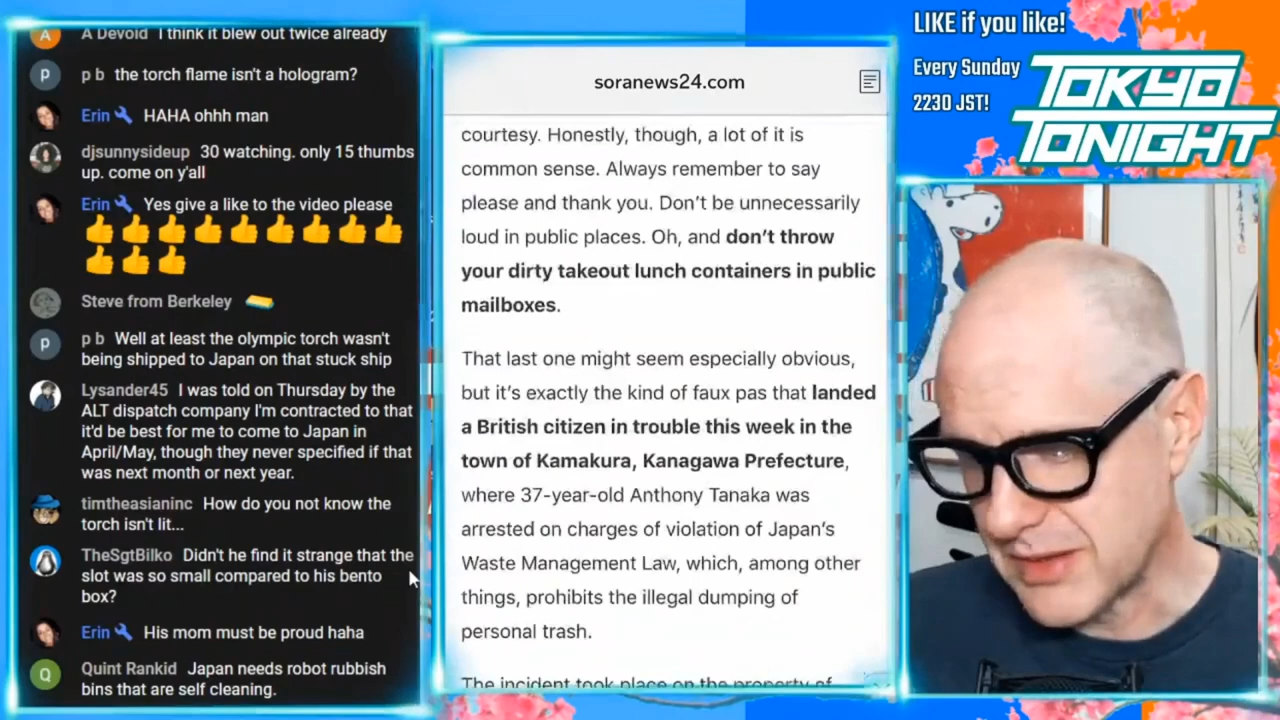 A Devoid I think it blew out twice already
p b the torch flame isn't a hologram?
Erin HAHA ohhh man
djsunnysideup 30 watching. only 15 thumbs
up. come on y'all
Erin Yes give a like to the video please
Steve from Berkeley
p b Well at least the olympic torch wasn't
being shipped to Japan on that stuck ship
Lysander45 I was told on Thursday by the
ALT dispatch company I'm contracted to that
it'd be best for me to come to Japan in
April/May, though they never specified if that
was next month or next year.
timtheasianinc How do you not know the
torch isn't lit...
TheSgtBilko Didn't he find it strange that the
slot was so small compared to his bento
box?
Erin His mom must be proud haha
Quint Rankid Japan needs robot rubbish
bins that are self cleaning.
soranews24.com
courtesy. Honestly, though, a lot of it is
common sense. Always remember to say
please and thank you. Don't be unnecessarily
loud in public places. Oh, and don't throw
your dirty takeout lunch containers in public
mailboxes.
That last one might seem especially obvious,
but it's exactly the kind of faux pas that landed
a British citizen in trouble this week in the
town of Kamakura, Kanagawa Prefecture,
where 37-year-old Anthony Tanaka was
arrested on charges of violation of Japan's
Waste Management Law, which, among other
things, prohibits the illegal dumping of
personal trash.
The incident took place on the property of
LIKE if you like!
Every Sunday
2230 JST!
TOKYO
TONIGHT
A
P
P
Q